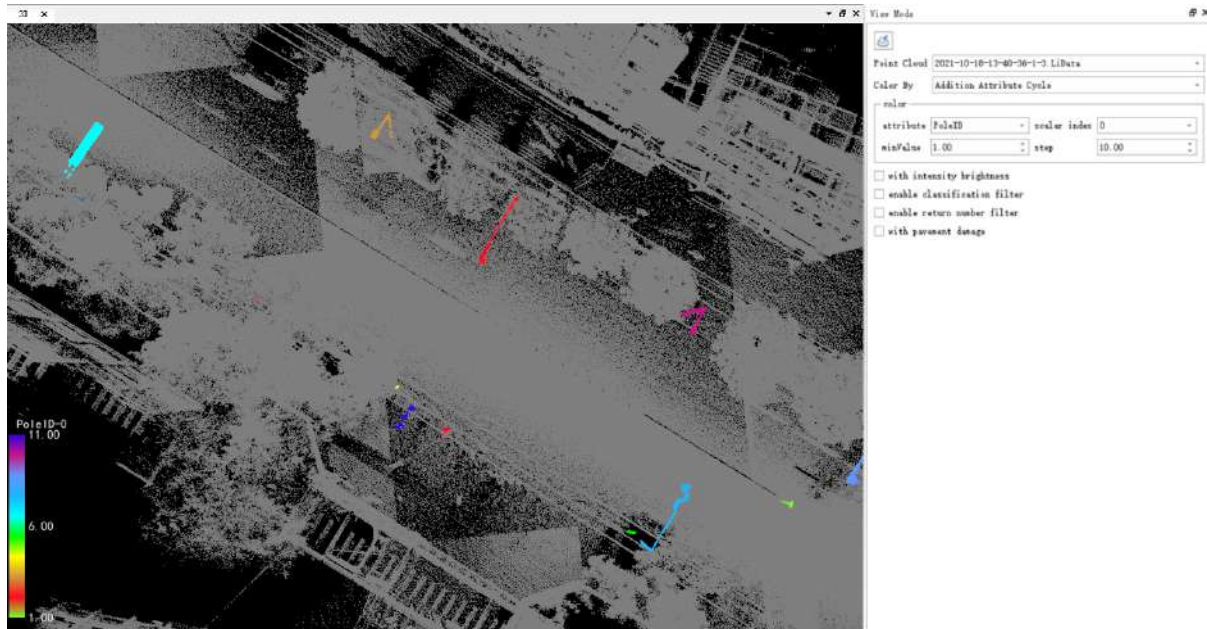 3D
View Mode
Point Cloud 2021-10-18-13-40-36-1-3.LiData
Color By Addition Attribute Cycle
color
attribute PoleID scalar index 0
minValue 1.00 step 10.00
with intensity brightness
enable classification filter
enable return number filter
with pavement damage
PoleID-0
11.00
6.00
1.00